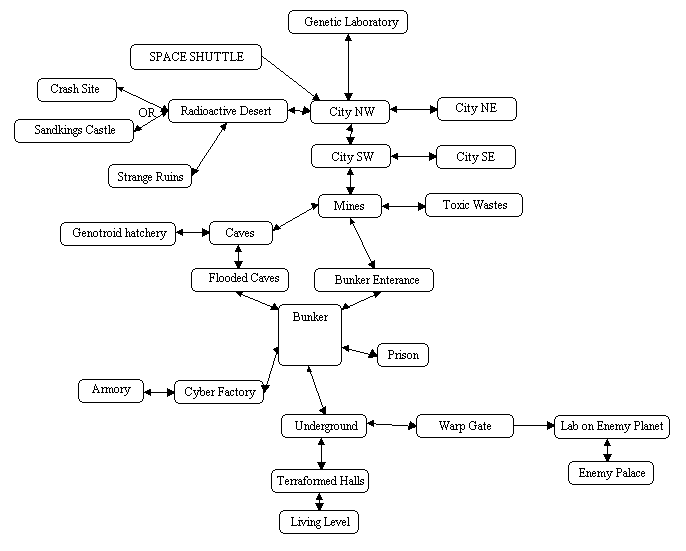 Genetic Laboratory
SPACE SHUTTLE
Crash Site
OR
Radioactive Desert
City NW
City NE
Sandkings Castle
City SW
City SE
Strange Ruins
Mines
Toxic Wastes
Genotroid hatchery
Caves
Flooded Caves
Bunker Enterance
Bunker
Prison
Armory
Cyber Factory
Underground
Warp Gate
Lab on Enemy Planet
Enemy Palace
Terraformed Halls
Living Level